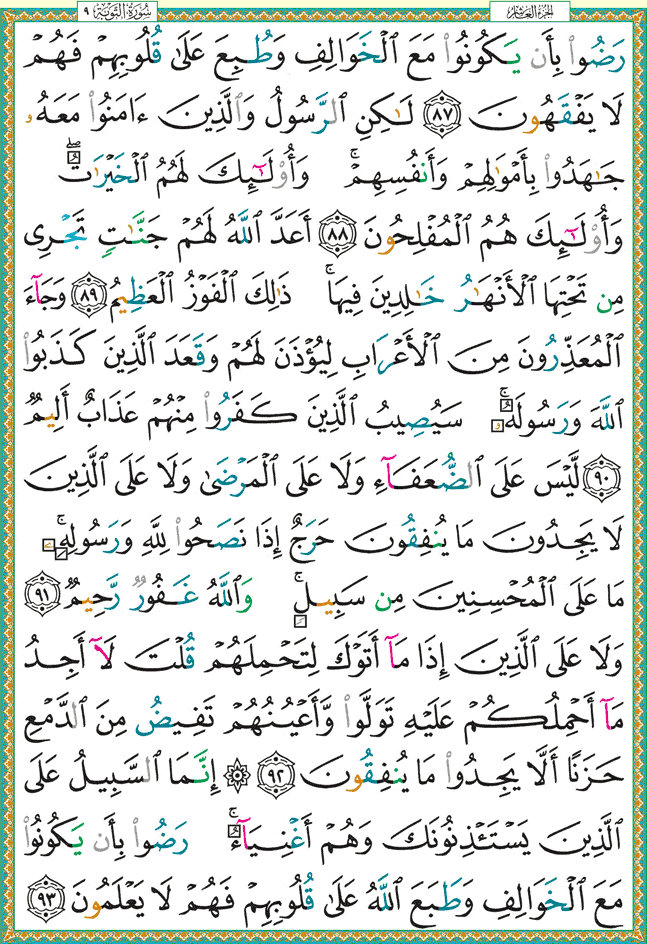 سُورَةُ التَّوْبَة ٩ الجزء العاشر
رَضُوا۟ بِأَن يَكُونُوا۟ مَعَ ٱلْخَوَالِفِ وَطُبِعَ عَلَىٰ قُلُوبِهِمْ فَهُمْ
لَا يَفْقَهُونَ ﴿٨٧﴾ لَـٰكِنِ ٱلرَّسُولُ وَٱلَّذِينَ ءَامَنُوا۟ مَعَهُۥ
جَـٰهَدُوا۟ بِأَمْوَٰلِهِمْ وَأَنفُسِهِمْ ۚ وَأُو۟لَـٰٓئِكَ لَهُمُ ٱلْخَيْرَٰتُ ۖ
وَأُو۟لَـٰٓئِكَ هُمُ ٱلْمُفْلِحُونَ ﴿٨٨﴾ أَعَدَّ ٱللَّهُ لَهُمْ جَنَّـٰتٍ تَجْرِى
مِن تَحْتِهَا ٱلْأَنْهَـٰرُ خَـٰلِدِينَ فِيهَا ۚ ذَٰلِكَ ٱلْفَوْزُ ٱلْعَظِيمُ ﴿٨٩﴾ وَجَآءَ
ٱلْمُعَذِّرُونَ مِنَ ٱلْأَعْرَابِ لِيُؤْذَنَ لَهُمْ وَقَعَدَ ٱلَّذِينَ كَذَبُوا۟
ٱللَّهَ وَرَسُولَهُۥ ۚ سَيُصِيبُ ٱلَّذِينَ كَفَرُوا۟ مِنْهُمْ عَذَابٌ أَلِيمٌ
﴿٩٠﴾ لَّيْسَ عَلَى ٱلضُّعَفَآءِ وَلَا عَلَى ٱلْمَرْضَىٰ وَلَا عَلَى ٱلَّذِينَ
لَا يَجِدُونَ مَا يُنفِقُونَ حَرَجٌ إِذَا نَصَحُوا۟ لِلَّهِ وَرَسُولِهِۦ ۚ
مَا عَلَى ٱلْمُحْسِنِينَ مِن سَبِيلٍ ۚ وَٱللَّهُ غَفُورٌ رَّحِيمٌ ﴿٩١﴾
وَلَا عَلَى ٱلَّذِينَ إِذَا مَآ أَتَوْكَ لِتَحْمِلَهُمْ قُلْتَ لَآ أَجِدُ
مَآ أَحْمِلُكُمْ عَلَيْهِ تَوَلَّوا۟ وَّأَعْيُنُهُمْ تَفِيضُ مِنَ ٱلدَّمْعِ
حَزَنًا أَلَّا يَجِدُوا۟ مَا يُنفِقُونَ ﴿٩٢﴾ ۞ إِنَّمَا ٱلسَّبِيلُ عَلَى
ٱلَّذِينَ يَسْتَـْٔذِنُونَكَ وَهُمْ أَغْنِيَآءُ ۚ رَضُوا۟ بِأَن يَكُونُوا۟
مَعَ ٱلْخَوَالِفِ وَطَبَعَ ٱللَّهُ عَلَىٰ قُلُوبِهِمْ فَهُمْ لَا يَعْلَمُونَ ﴿٩٣﴾